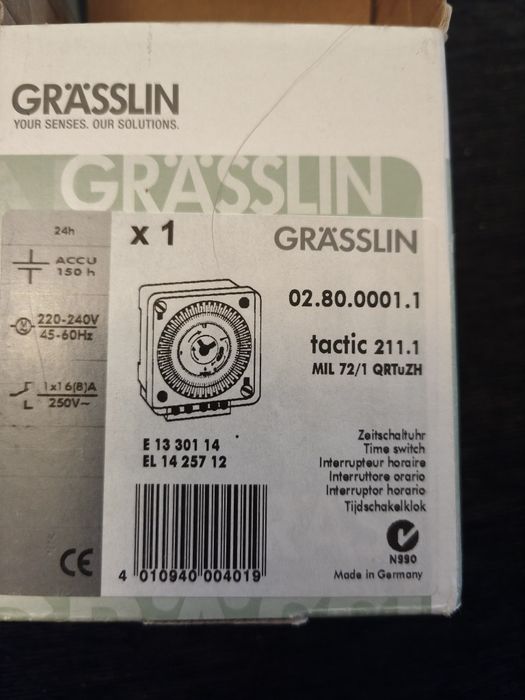 GRÄSSLIN
YOUR SENSES. OUR SOLUTIONS.
GRÄSSLIN
24h
x 1
GRÄSSLIN
ACCU
150 h
02.80.0001.1
M
220-240V
45-60Hz
tactic 211.1
MIL 72/1 QRTuZH
1x16(8)A
250V~
E 13 301 14
EL 14 257 12
Zeitschaltuhr
Time switch
Interrupteur horaire
Interruttore orario
Interruptor horario
Tijdschakelklok
N990
CE
4 010940 004019
Made in Germany